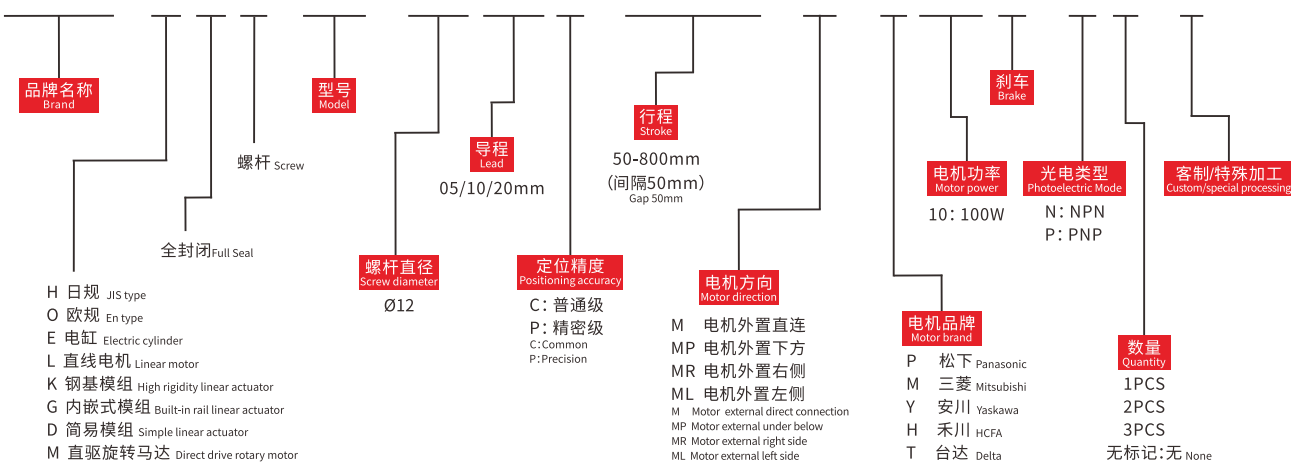 品牌名称
Brand
H 日规 JIS type
O 欧规 En type
E 电缸 Electric cylinder
L 直线电机 Linear motor
K 钢基模组 High rigidity linear actuator
G 内嵌式模组 Built-in rail linear actuator
D 简易模组 Simple linear actuator
M 直驱旋转马达 Direct drive rotary motor
全封闭 Full Seal
螺杆 Screw
型号
Model
螺杆直径
Screw diameter
Ø12
导程
Lead
05/10/20mm
定位精度
Positioning accuracy
C：普通级
P：精密级
C：Common
P：Precision
行程
Stroke
50-800mm
（间隔50mm）
Gap 50mm
电机方向
Motor direction
M 电机外置直连
MP 电机外置下方
MR 电机外置右侧
ML 电机外置左侧
M Motor external direct connection
MP Motor external under below
MR Motor external right side
ML Motor external left side
电机品牌
Motor brand
P 松下 Panasonic
M 三菱 Mitsubishi
Y 安川 Yaskawa
H 禾川 HCFA
T 台达 Delta
电机功率
Motor power
10：100W
刹车
Brake
光电类型
Photoelectric Mode
N：NPN
P：PNP
数量
Quantity
1PCS
2PCS
3PCS
无标记：无 None
客制/特殊加工
Custom/special processing